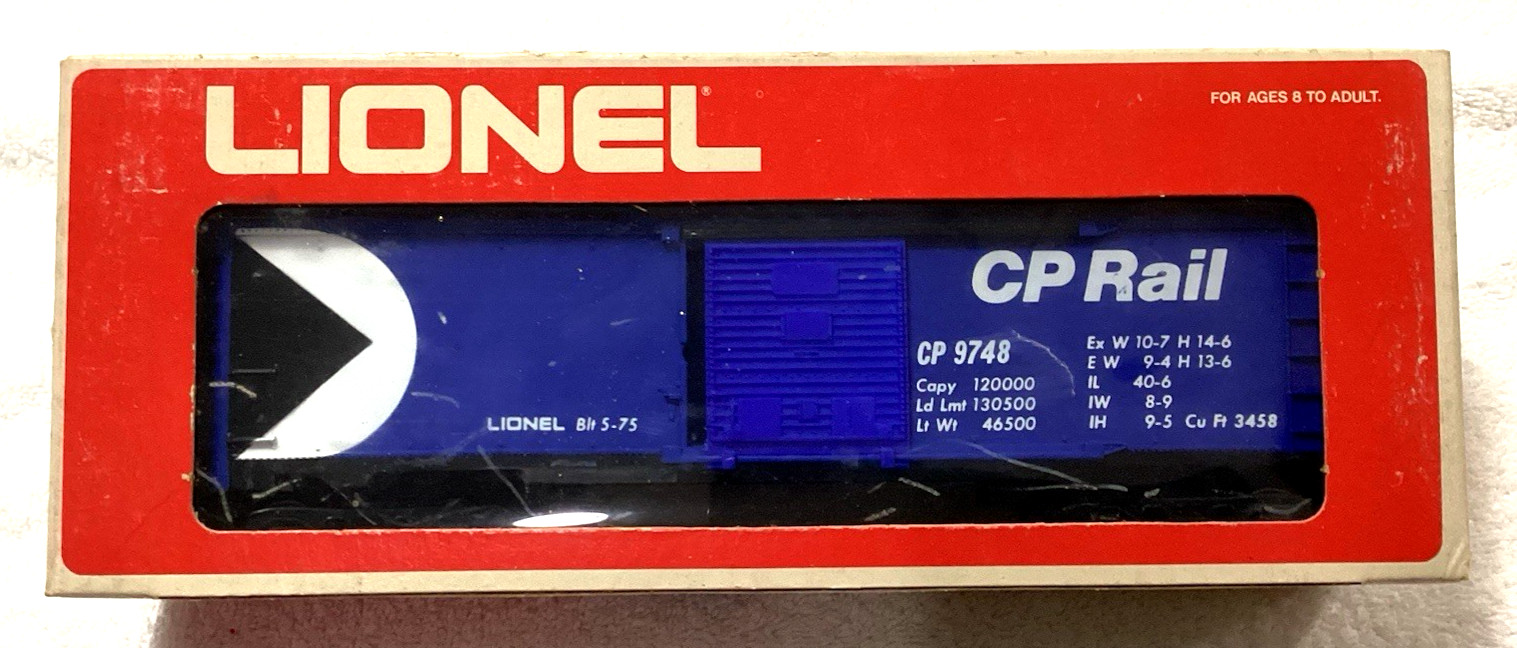 LIONEL®
FOR AGES 8 TO ADULT.
CP Rail
CP 9748
Capy 120000
Ld Lmt 130500
Lt Wt 46500
Ex W 10-7 H 14-6
E W 9-4 H 13-6
IL 40-6
IW 8-9
IH 9-5 Cu Ft 3458
LIONEL Blt 5-75